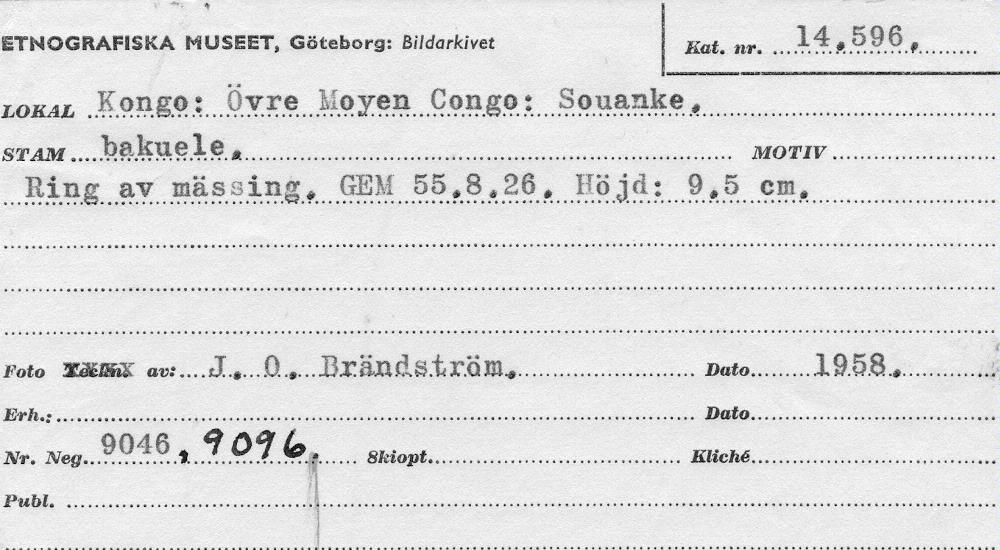 ETNOGRAFISKA MUSEET, Göteborg: Bildarkivet
Kat. nr. 14,596.
LOKAL Kongo: Övre Moyen Congo: Souanke.
STAM bakuele. MOTIV
Ring av mässing. GEM 55.8.26. Höjd: 9,5 cm.
Foto Teckn. av: J. O. Brändström. Dato 1958.
Erh.: Dato
Nr. Neg. 9046, 9096. Skiopt. Kliché
Publ.